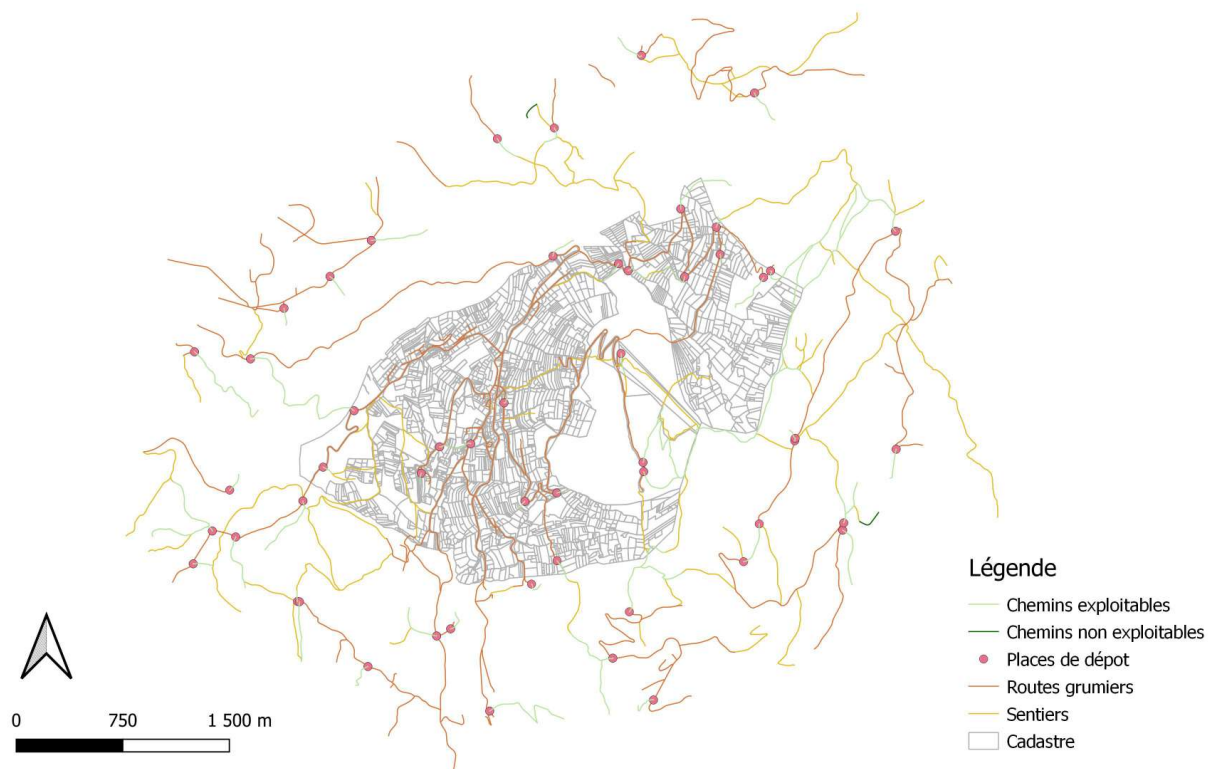 Légende
Chemins exploitables
Chemins non exploitables
Places de dépot
Routes grumiers
Sentiers
Cadastre
0 750 1 500 m